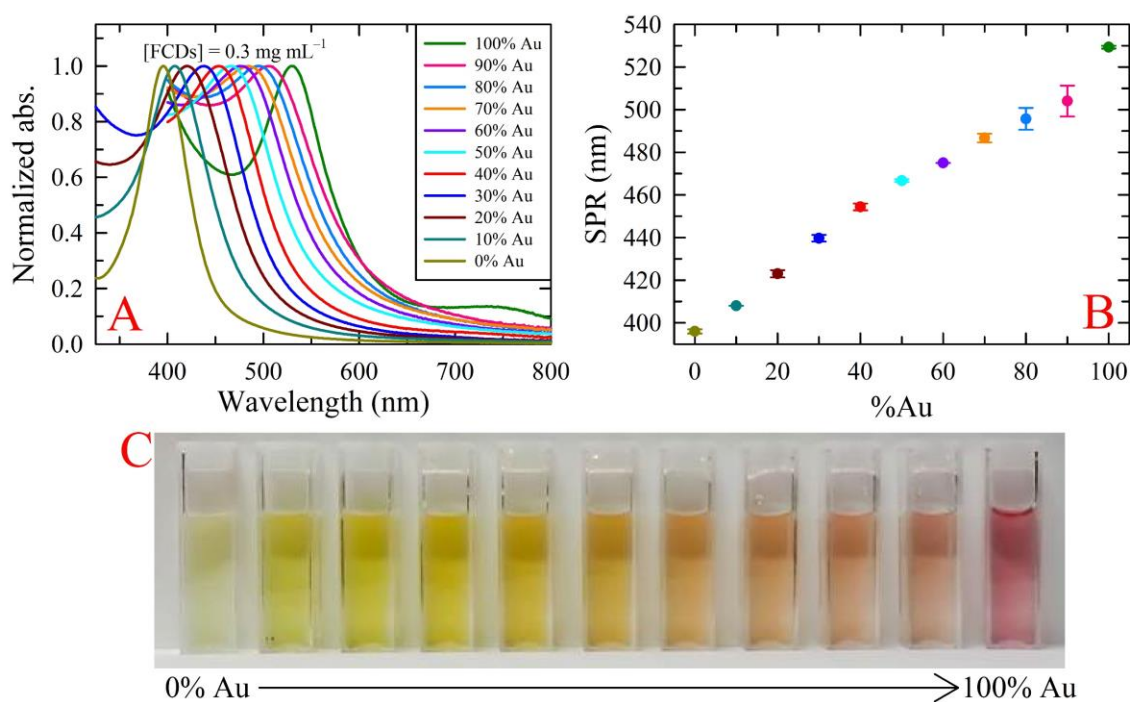 [FCDs] = 0.3 mg mL⁻¹
1.0
0.8
0.6
0.4
0.2
0.0
Normalized abs.
400
500
600
700
800
Wavelength (nm)
100% Au
90% Au
80% Au
70% Au
60% Au
50% Au
40% Au
30% Au
20% Au
10% Au
0% Au
A
540
520
500
480
460
440
420
400
SPR (nm)
0
20
40
60
80
100
%Au
B
C
0% Au
100% Au